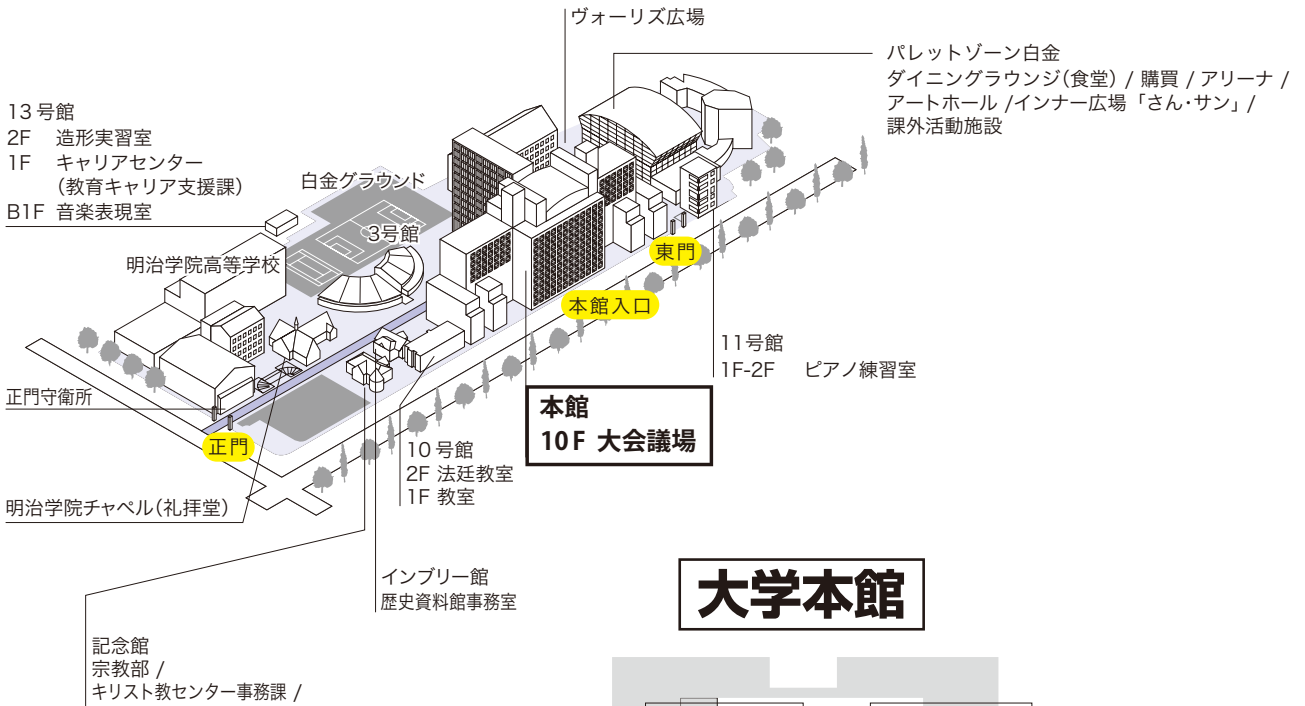 ヴォーリズ広場
パレットゾーン白金
ダイニングラウンジ(食堂) / 購買 / アリーナ /
アートホール /インナー広場「さん・サン」/
課外活動施設
13 号館
2F 造形実習室
1F キャリアセンター
(教育キャリア支援課)
B1F 音楽表現室
白金グラウンド
3号館
明治学院高等学校
東門
本館入口
11号館
1F-2F ピアノ練習室
正門守衛所
正門
本館
10F 大会議場
10 号館
2F 法廷教室
1F 教室
明治学院チャペル(礼拝堂)
インブリー館
歴史資料館事務室
大学本館
記念館
宗教部 /
キリスト教センター事務課 /